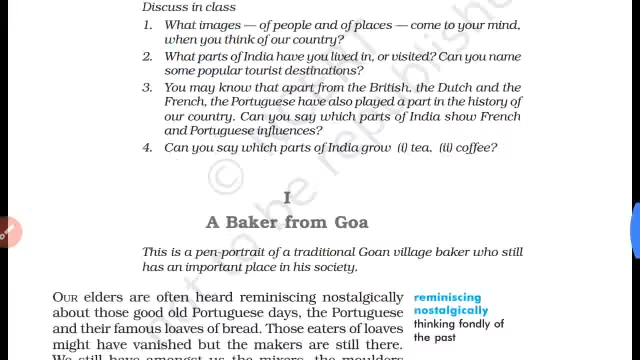 Discuss in class
1. What images — of people and of places — come to your mind,
when you think of our country?
2. What parts of India have you lived in, or visited? Can you name
some popular tourist destinations?
3. You may know that apart from the British, the Dutch and the
French, the Portuguese have also played a part in the history of
our country. Can you say which parts of India show French
and Portuguese influences?
4. Can you say which parts of India grow (i) tea, (ii) coffee?
I
A Baker from Goa
This is a pen-portrait of a traditional Goan village baker who still
has an important place in his society.
OUR elders are often heard reminiscing nostalgically
about those good old Portuguese days, the Portuguese
and their famous loaves of bread. Those eaters of loaves
might have vanished but the makers are still there.
We still have amongst us the mixers, the moulders
reminiscing
nostalgically
thinking fondly of
the past